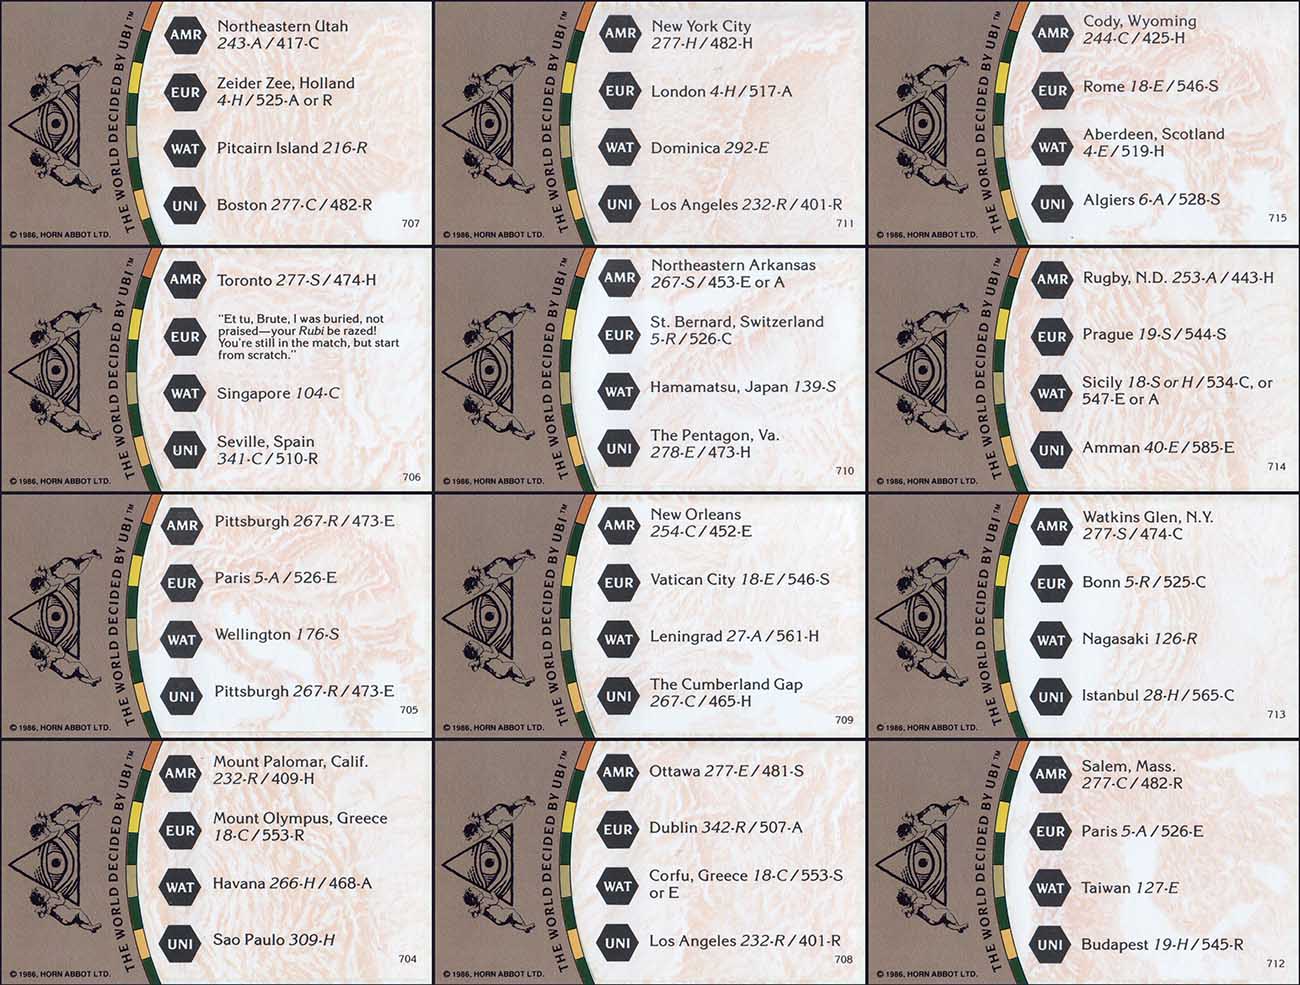 THE WORLD DECIDED BY UBI™
AMR
Northeastern Utah
243-A / 417-C
EUR
Zeider Zee, Holland
4-H / 525-A or R
WAT
Pitcairn Island 216-R
UNI
Boston 277-C / 482-R
707
© 1986, HORN ABBOT LTD.
THE WORLD DECIDED BY UBI™
AMR
New York City
277-H / 482-H
EUR
London 4-H / 517-A
WAT
Dominica 292-E
UNI
Los Angeles 232-R / 401-R
711
© 1986, HORN ABBOT LTD.
THE WORLD DECIDED BY UBI™
AMR
Cody, Wyoming
244-C / 425-H
EUR
Rome 18-E / 546-S
WAT
Aberdeen, Scotland
4-E / 519-H
UNI
Algiers 6-A / 528-S
715
© 1986, HORN ABBOT LTD.
THE WORLD DECIDED BY UBI™
AMR
Toronto 277-S / 474-H
EUR
"Et tu, Brute, I was buried, not
praised—your Rubi be razed!
You're still in the match, but start
from scratch."
WAT
Singapore 104-C
UNI
Seville, Spain
341-C / 510-R
706
© 1986, HORN ABBOT LTD.
THE WORLD DECIDED BY UBI™
AMR
Northeastern Arkansas
267-S / 453-E or A
EUR
St. Bernard, Switzerland
5-R / 526-C
WAT
Hamamatsu, Japan 139-S
UNI
The Pentagon, Va.
278-E / 473-H
710
© 1986, HORN ABBOT LTD.
THE WORLD DECIDED BY UBI™
AMR
Rugby, N.D. 253-A / 443-H
EUR
Prague 19-S / 544-S
WAT
Sicily 18-S or H / 534-C, or
547-E or A
UNI
Amman 40-E / 585-E
714
© 1986, HORN ABBOT LTD.
THE WORLD DECIDED BY UBI™
AMR
Pittsburgh 267-R / 473-E
EUR
Paris 5-A / 526-E
WAT
Wellington 176-S
UNI
Pittsburgh 267-R / 473-E
705
© 1986, HORN ABBOT LTD.
THE WORLD DECIDED BY UBI™
AMR
New Orleans
254-C / 452-E
EUR
Vatican City 18-E / 546-S
WAT
Leningrad 27-A / 561-H
UNI
The Cumberland Gap
267-C / 465-H
709
© 1986, HORN ABBOT LTD.
THE WORLD DECIDED BY UBI™
AMR
Watkins Glen, N.Y.
277-S / 474-C
EUR
Bonn 5-R / 525-C
WAT
Nagasaki 126-R
UNI
Istanbul 28-H / 565-C
713
© 1986, HORN ABBOT LTD.
THE WORLD DECIDED BY UBI™
AMR
Mount Palomar, Calif.
232-R / 409-H
EUR
Mount Olympus, Greece
18-C / 553-R
WAT
Havana 266-H / 468-A
UNI
Sao Paulo 309-H
704
© 1986, HORN ABBOT LTD.
THE WORLD DECIDED BY UBI™
AMR
Ottawa 277-E / 481-S
EUR
Dublin 342-R / 507-A
WAT
Corfu, Greece 18-C / 553-S
or E
UNI
Los Angeles 232-R / 401-R
708
© 1986, HORN ABBOT LTD.
THE WORLD DECIDED BY UBI™
AMR
Salem, Mass.
277-C / 482-R
EUR
Paris 5-A / 526-E
WAT
Taiwan 127-E
UNI
Budapest 19-H / 545-R
712
© 1986, HORN ABBOT LTD.